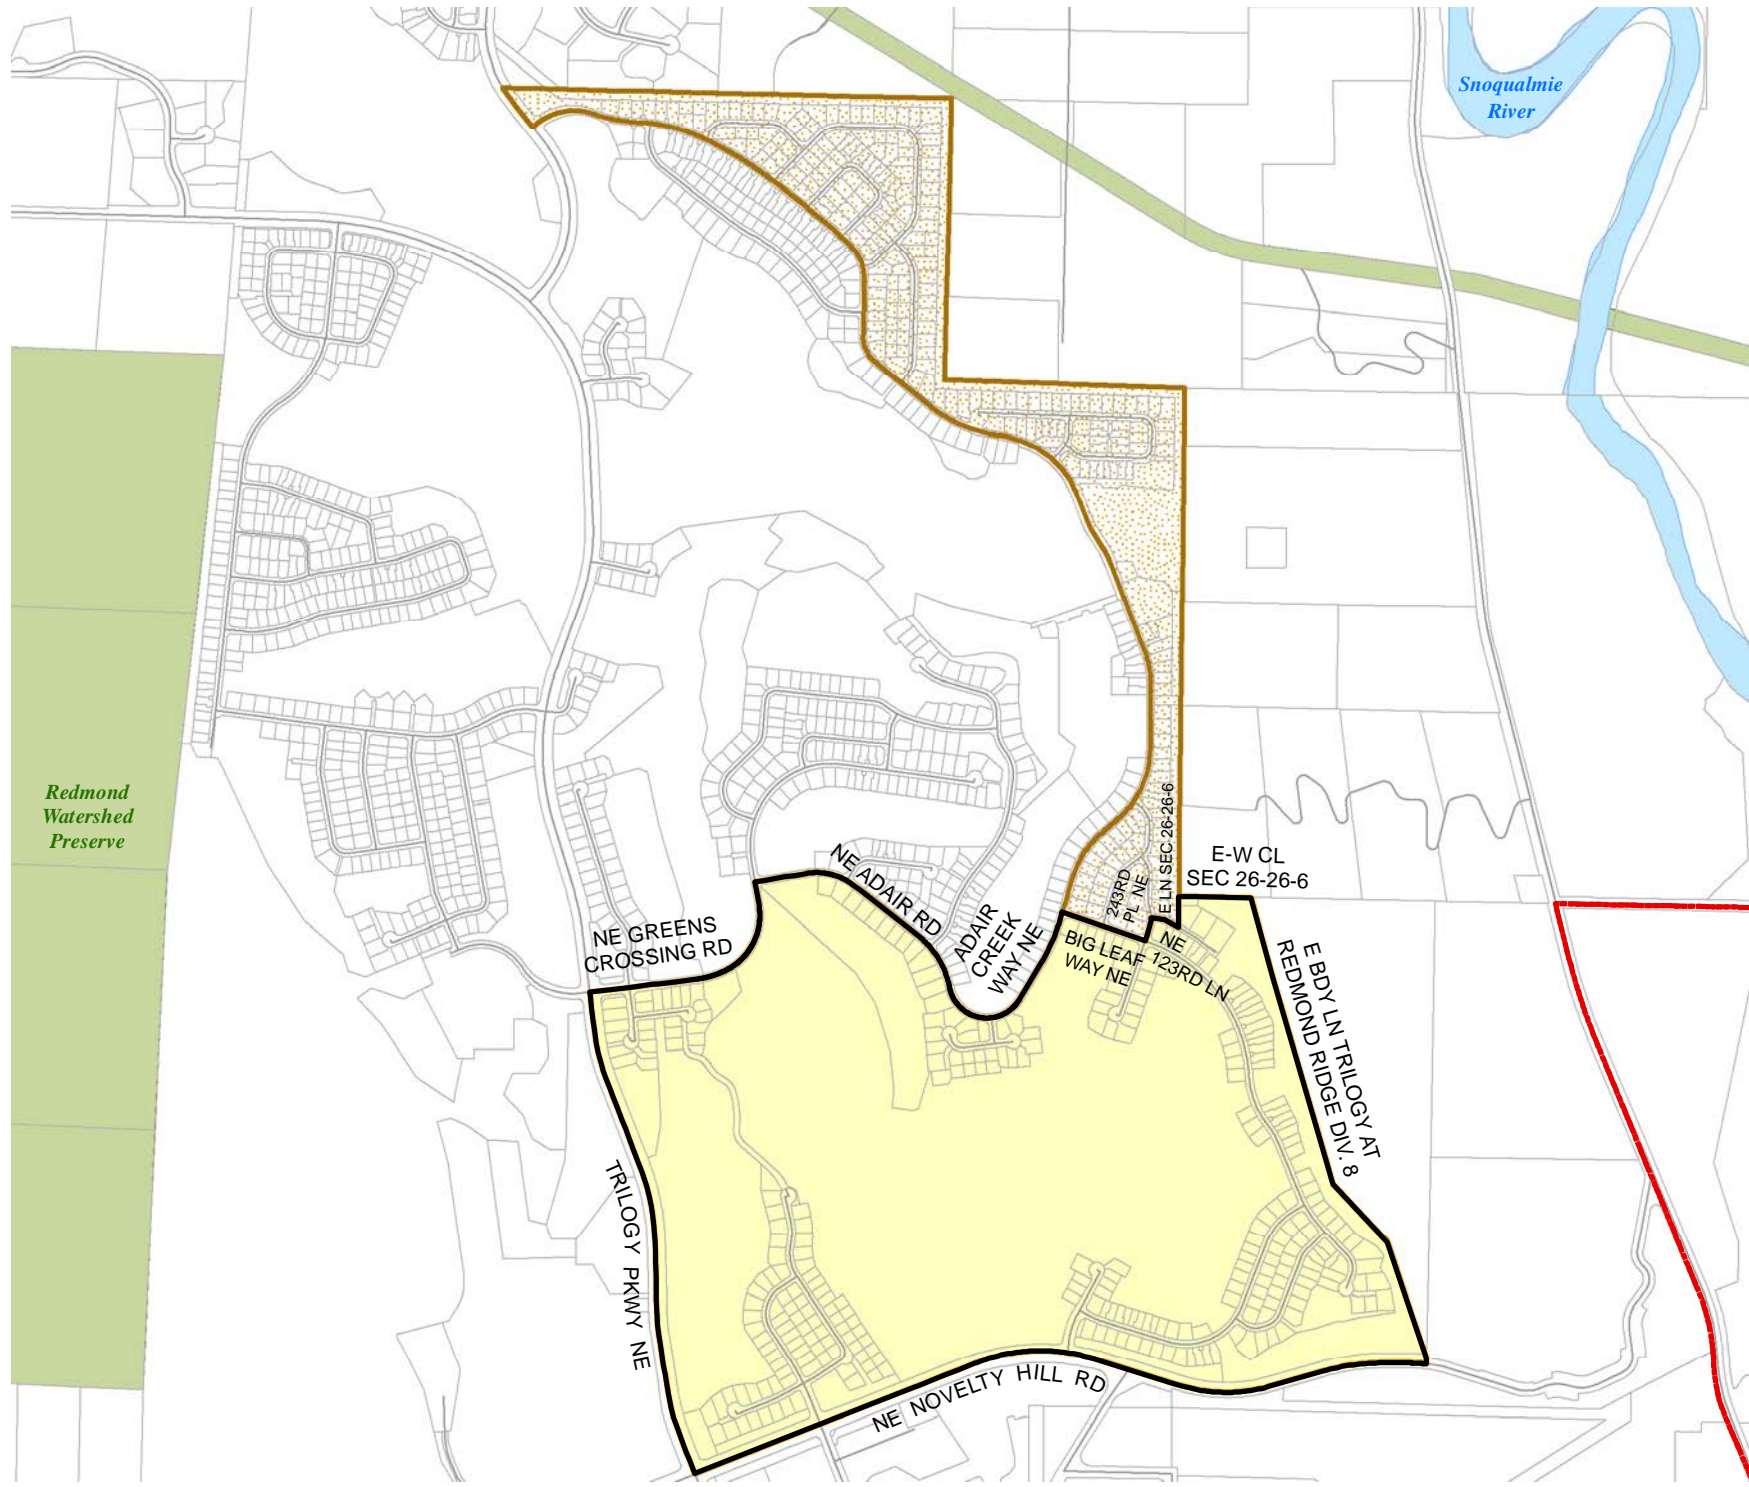 Snoqualmie
River
Redmond
Watershed
Preserve
E LN SEC 26-26-6
E-W CL
SEC 26-26-6
NE ADAIR RD
243RD
PL NE
ADAIR
CREEK
WAY NE
NE GREENS
CROSSING RD
BIG LEAF
WAY NE
NE
123RD LN
E BDY LN TRILOGY AT
REDMOND RIDGE DIV. 8
TRILOGY PKWY NE
NE NOVELTY HILL RD